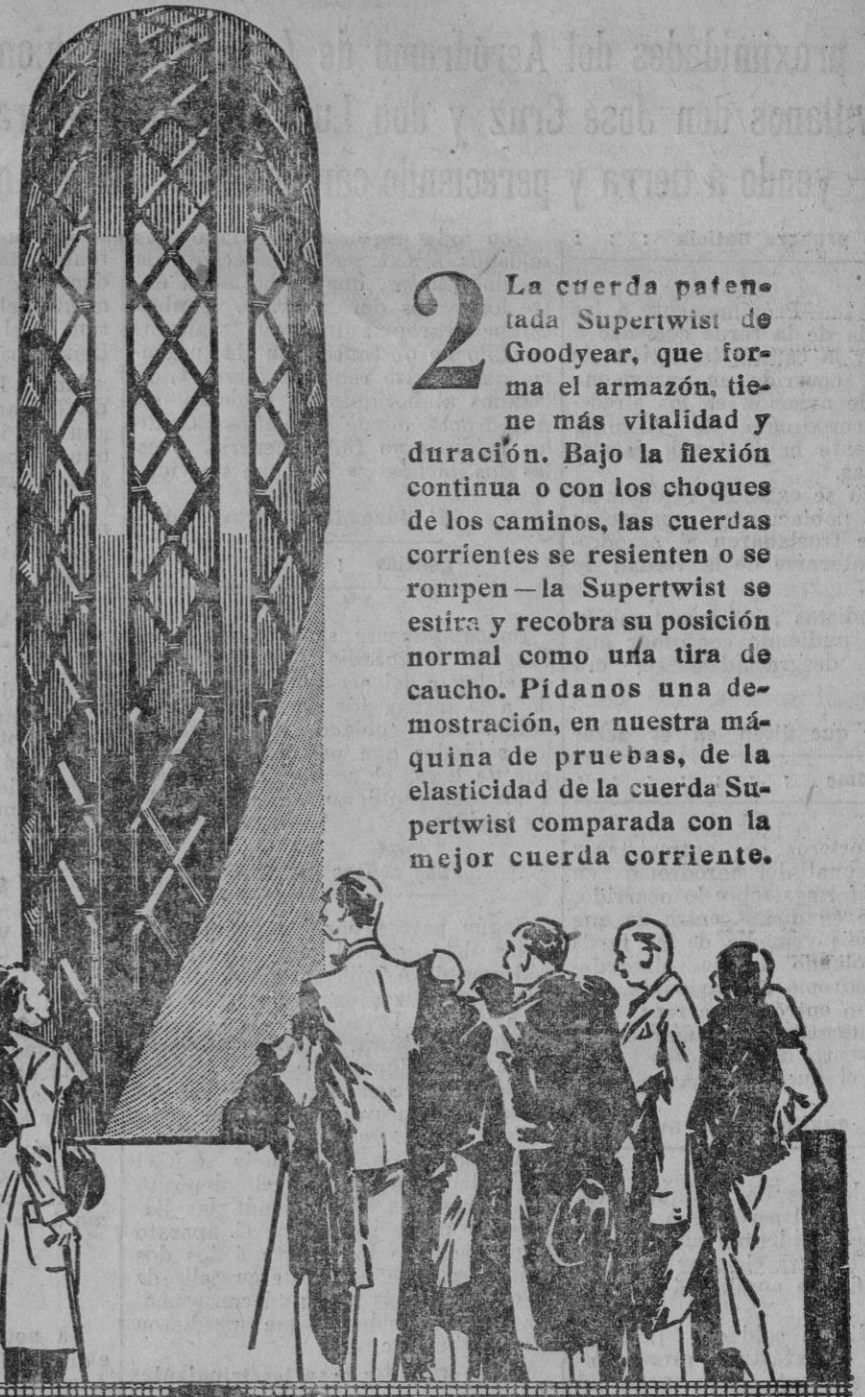 2 La cuerda paten-
tada Supertwist de
Goodyear, que for-
ma el armazón, tie-
ne más vitalidad y
duración. Bajo la flexión
continua o con los choques
de los caminos, las cuerdas
corrientes se resienten o se
rompen — la Supertwist se
estira y recobra su posición
normal como una tira de
caucho. Pídanos una de-
mostración, en nuestra má-
quina de pruebas, de la
elasticidad de la cuerda Su-
pertwist comparada con la
mejor cuerda corriente.